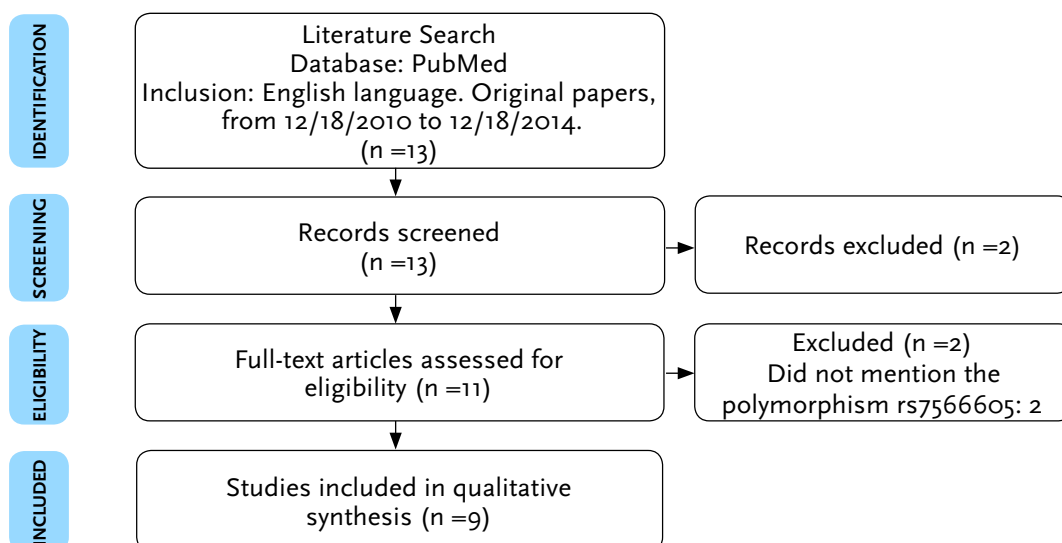 IDENTIFICATION
Literature Search
Database: PubMed
Inclusion: English language. Original papers,
from 12/18/2010 to 12/18/2014.
(n =13)
SCREENING
Records screened
(n =13)
Records excluded (n =2)
ELIGIBILITY
Full-text articles assessed for
eligibility (n =11)
Excluded (n =2)
Did not mention the
polymorphism rs7566605: 2
INCLUDED
Studies included in qualitative
synthesis (n =9)